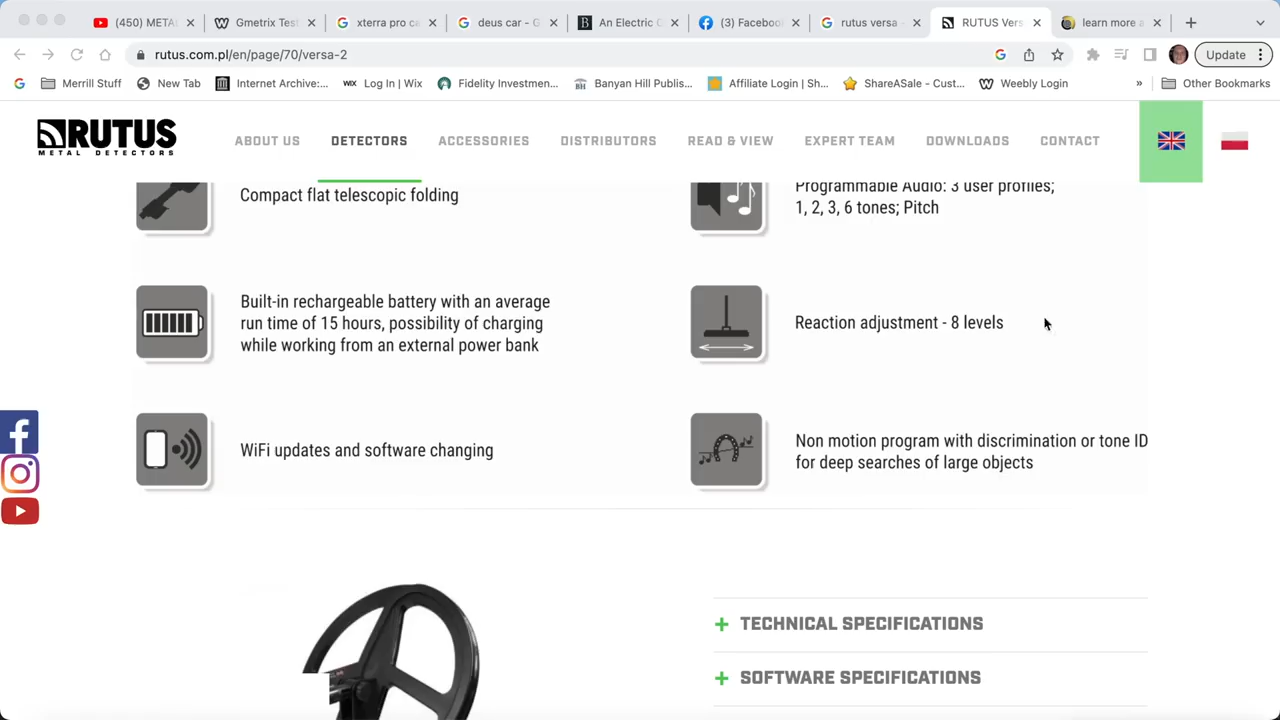 (450) META
Gmetrix Tes
xterra pro c
deus car - G
An Electric G
(3) Faceboo
rutus versa -
RUTUS Vers
learn more a
rutus.com.pl/en/page/70/versa-2
Update
Merrill Stuff
New Tab
Internet Archive:...
WIX Log In | Wix
Fidelity Investmen...
BH Banyan Hill Publis...
Affiliate Login | Sh...
ShareASale - Cust...
Weebly Login
»
Other Bookmarks
RUTUS
METAL DETECTORS
ABOUT US
DETECTORS
ACCESSORIES
DISTRIBUTORS
READ & VIEW
EXPERT TEAM
DOWNLOADS
CONTACT
Compact flat telescopic folding
Programmable Audio: 3 user profiles;
1, 2, 3, 6 tones; Pitch
Built-in rechargeable battery with an average
run time of 15 hours, possibility of charging
while working from an external power bank
Reaction adjustment - 8 levels
WiFi updates and software changing
Non motion program with discrimination or tone ID
for deep searches of large objects
+ TECHNICAL SPECIFICATIONS
+ SOFTWARE SPECIFICATIONS